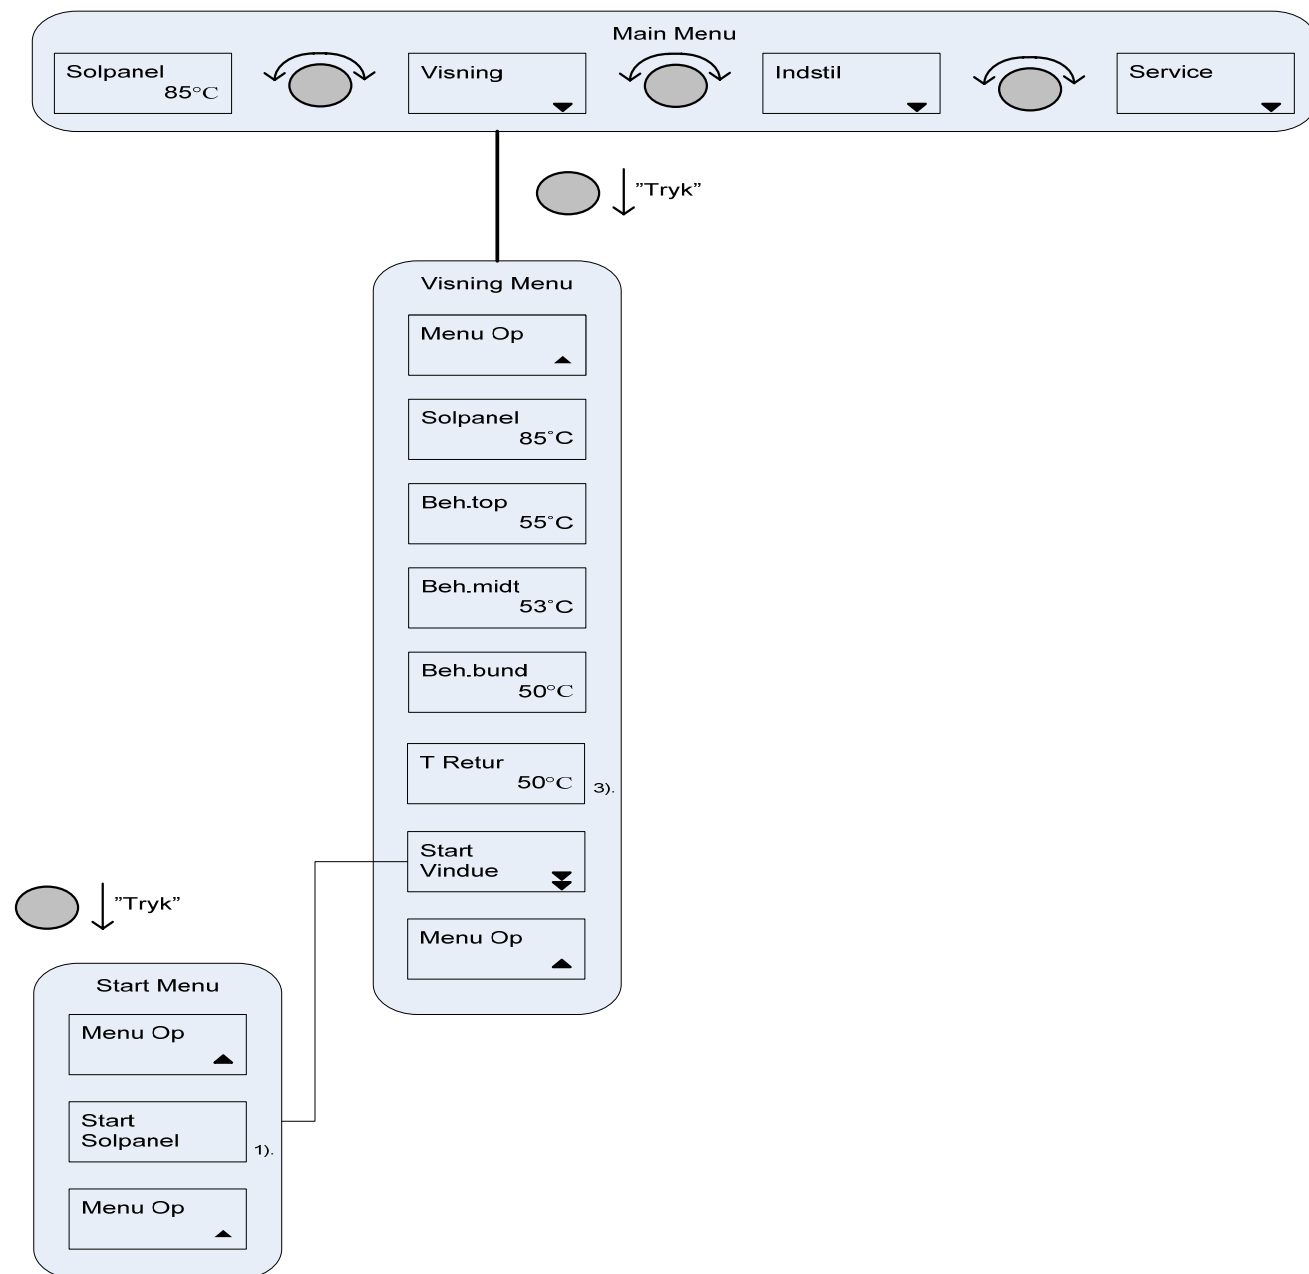 Main Menu
Solpanel
85°C
Visning
Indstil
Service
”Tryk”
Visning Menu
Menu Op
Solpanel
85°C
Beh.top
55°C
Beh.midt
53°C
Beh.bund
50°C
T Retur
50°C
3).
Start
Vindue
Menu Op
”Tryk”
Start Menu
Menu Op
Start
Solpanel
1).
Menu Op